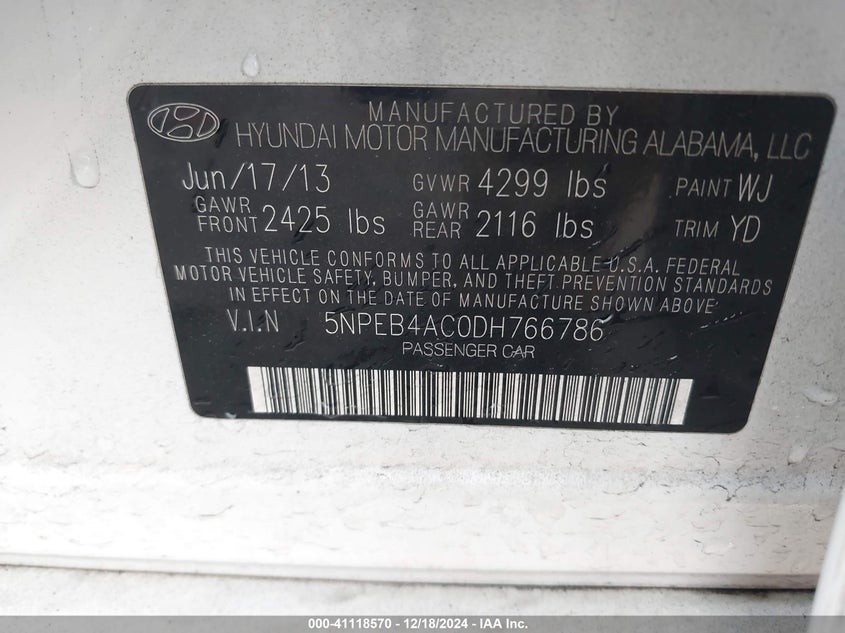 MANUFACTURED BY
HYUNDAI MOTOR MANUFACTURING ALABAMA, LLC
Jun/17/13 GVWR 4299 lbs PAINT WJ
GAWR FRONT 2425 lbs GAWR REAR 2116 lbs TRIM YD
THIS VEHICLE CONFORMS TO ALL APPLICABLE U.S.A. FEDERAL
MOTOR VEHICLE SAFETY, BUMPER, AND THEFT PREVENTION STANDARDS
IN EFFECT ON THE DATE OF MANUFACTURE SHOWN ABOVE
V.I.N 5NPEB4AC0DH766786
PASSENGER CAR
000-41118570 - 12/18/2024 - IAA Inc.